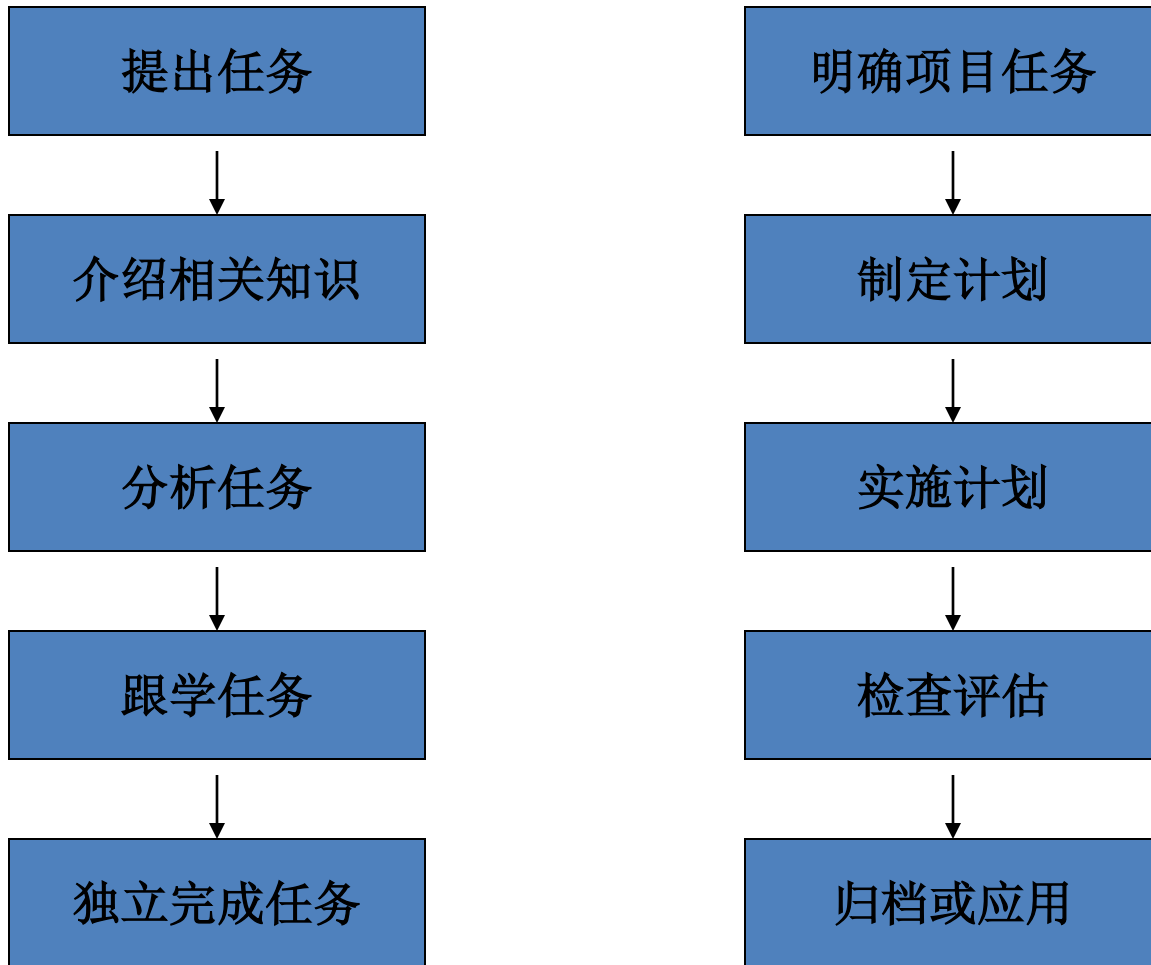 提出任务
介绍相关知识
分析任务
跟学任务
独立完成任务
明确项目任务
制定计划
实施计划
检查评估
归档或应用